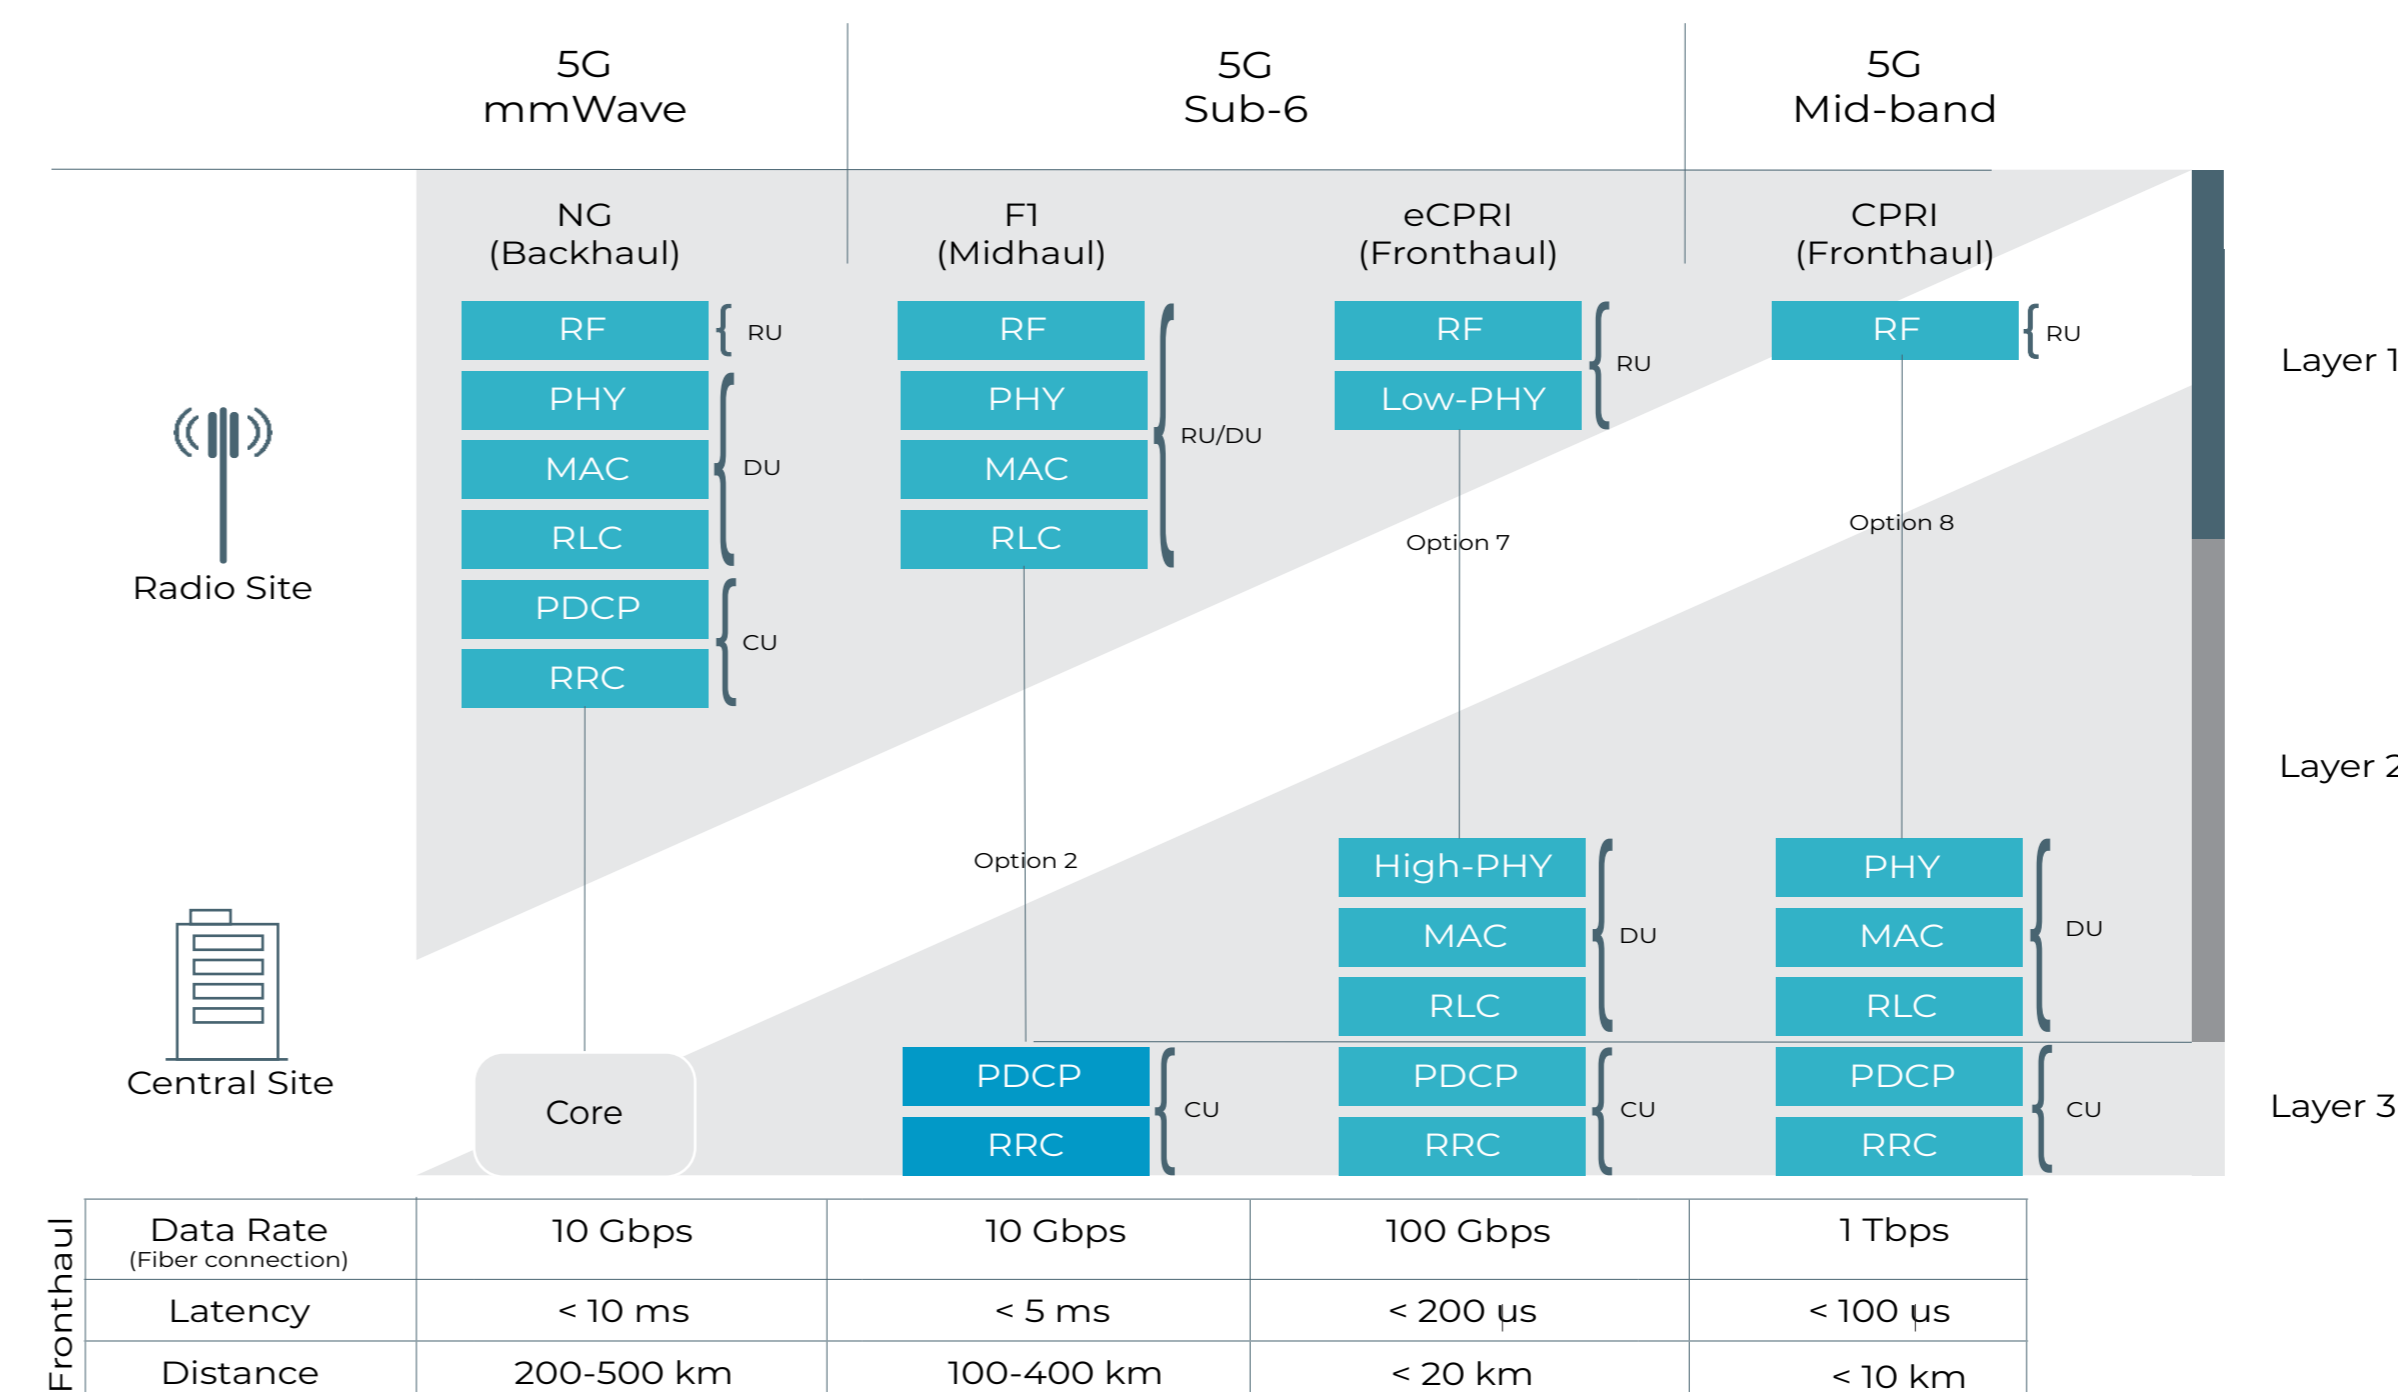 5G
mmWave
5G
Sub-6
5G
Mid-band
NG
(Backhaul)
F1
(Midhaul)
eCPRI
(Fronthaul)
CPRI
(Fronthaul)
RF
RU
PHY
MAC
RLC
DU
PDCP
RRC
CU
RF
PHY
MAC
RLC
RU/DU
RF
Low-PHY
RU
RF
RU
Layer 1
Radio Site
Option 2
Option 7
Option 8
Layer 2
Central Site
Core
PDCP
RRC
CU
High-PHY
MAC
RLC
DU
PDCP
RRC
CU
PHY
MAC
RLC
DU
PDCP
RRC
CU
Layer 3
Fronthaul
Data Rate
(Fiber connection)
10 Gbps
10 Gbps
100 Gbps
1 Tbps
Latency
< 10 ms
< 5 ms
< 200 µs
< 100 µs
Distance
200-500 km
100-400 km
< 20 km
< 10 km